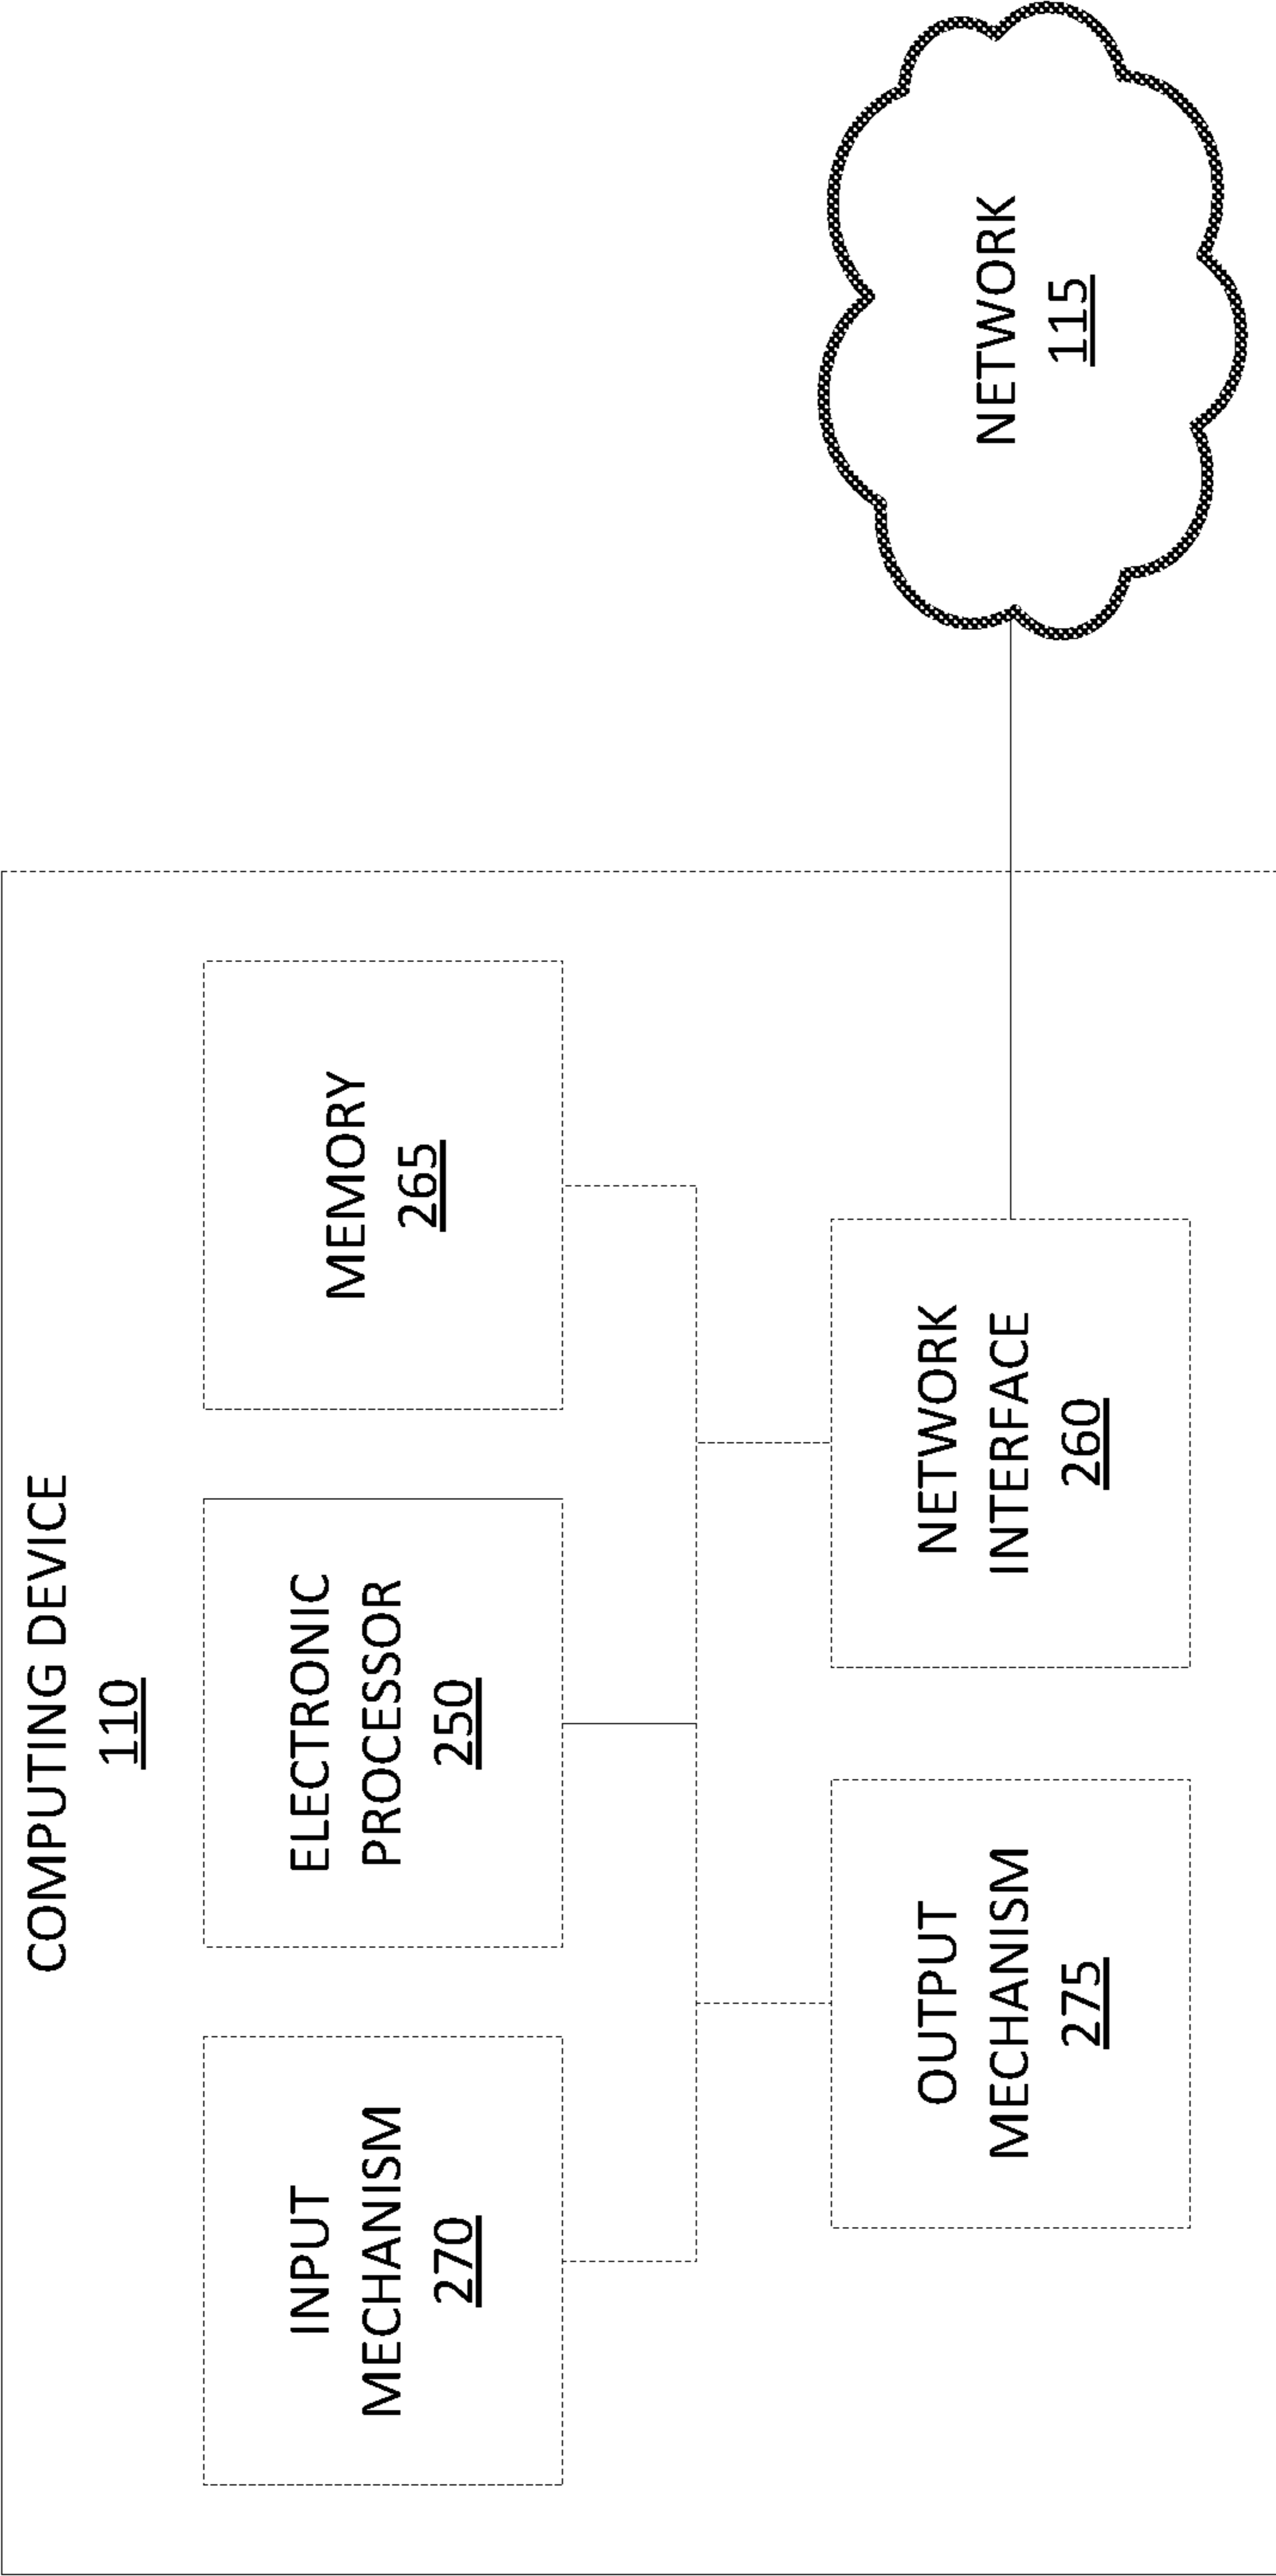 COMPUTING DEVICE
110
INPUT
MECHANISM
270
ELECTRONIC
PROCESSOR
250
MEMORY
265
OUTPUT
MECHANISM
275
NETWORK
INTERFACE
260
NETWORK
115